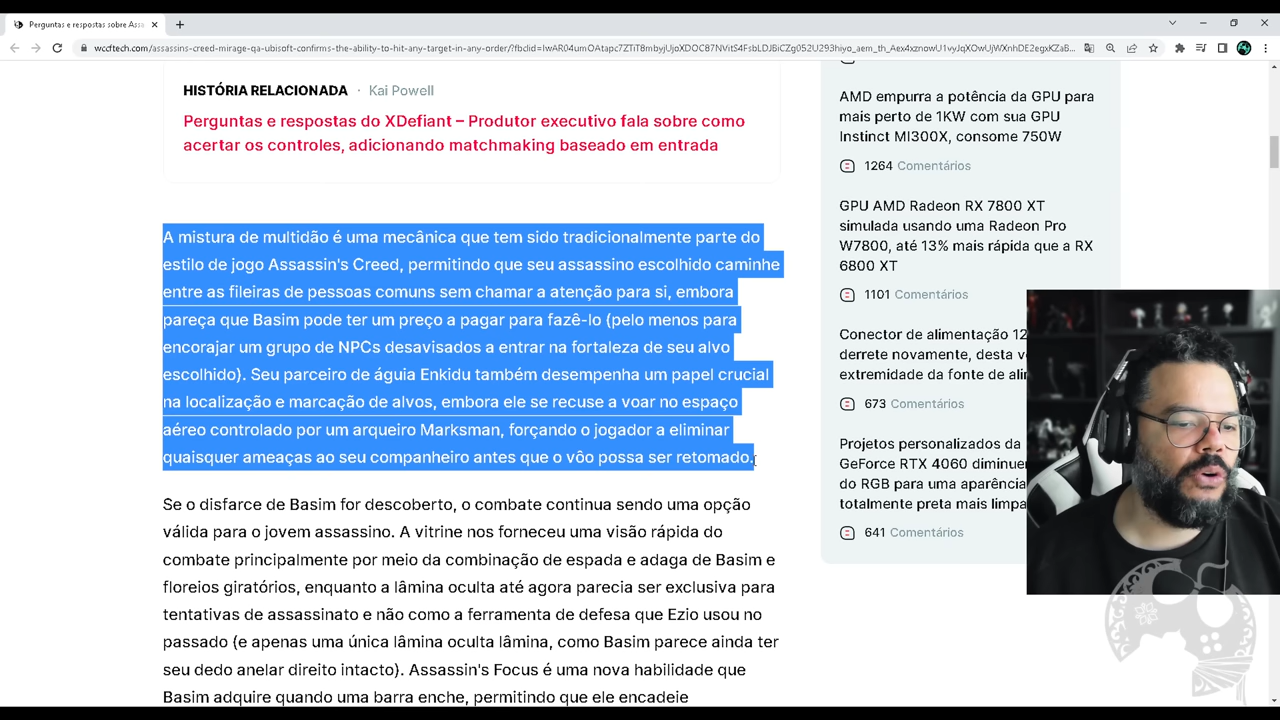 Perguntas e respostas sobre Assa
wccftech.com/assassins-creed-mirage-qa-ubisoft-confirms-the-ability-to-hit-any-target-in-any-order/?fbclid=
HISTÓRIA RELACIONADA · Kai Powell
Perguntas e respostas do XDefiant – Produtor executivo fala sobre como
acertar os controles, adicionando matchmaking baseado em entrada
A mistura de multidão é uma mecânica que tem sido tradicionalmente parte do
estilo de jogo Assassin's Creed, permitindo que seu assassino escolhido caminhe
entre as fileiras de pessoas comuns sem chamar a atenção para si, embora
pareça que Basim pode ter um preço a pagar para fazê-lo (pelo menos para
encorajar um grupo de NPCs desavisados a entrar na fortaleza de seu alvo
escolhido). Seu parceiro de águia Enkidu também desempenha um papel crucial
na localização e marcação de alvos, embora ele se recuse a voar no espaço
aéreo controlado por um arqueiro Marksman, forçando o jogador a eliminar
quaisquer ameaças ao seu companheiro antes que o vôo possa ser retomado.
Se o disfarce de Basim for descoberto, o combate continua sendo uma opção
válida para o jovem assassino. A vitrine nos forneceu uma visão rápida do
combate principalmente por meio da combinação de espada e adaga de Basim e
floreios giratórios, enquanto a lâmina oculta até agora parecia ser exclusiva para
tentativas de assassinato e não como a ferramenta de defesa que Ezio usou no
passado (e apenas uma única lâmina oculta lâmina, como Basim parece ainda ter
seu dedo anelar direito intacto). Assassin's Focus é uma nova habilidade que
Basim adquire quando uma barra enche, permitindo que ele encadeie
AMD empurra a potência da GPU para
mais perto de 1KW com sua GPU
Instinct MI300X, consome 750W
1264 Comentários
GPU AMD Radeon RX 7800 XT
simulada usando uma Radeon Pro
W7800, até 13% mais rápida que a RX
6800 XT
1101 Comentários
Conector de alimentação 12
derrete novamente, desta v
extremidade da fonte de ali
673 Comentários
Projetos personalizados da
GeForce RTX 4060 diminue
do RGB para uma aparência
totalmente preta mais limpa
641 Comentários